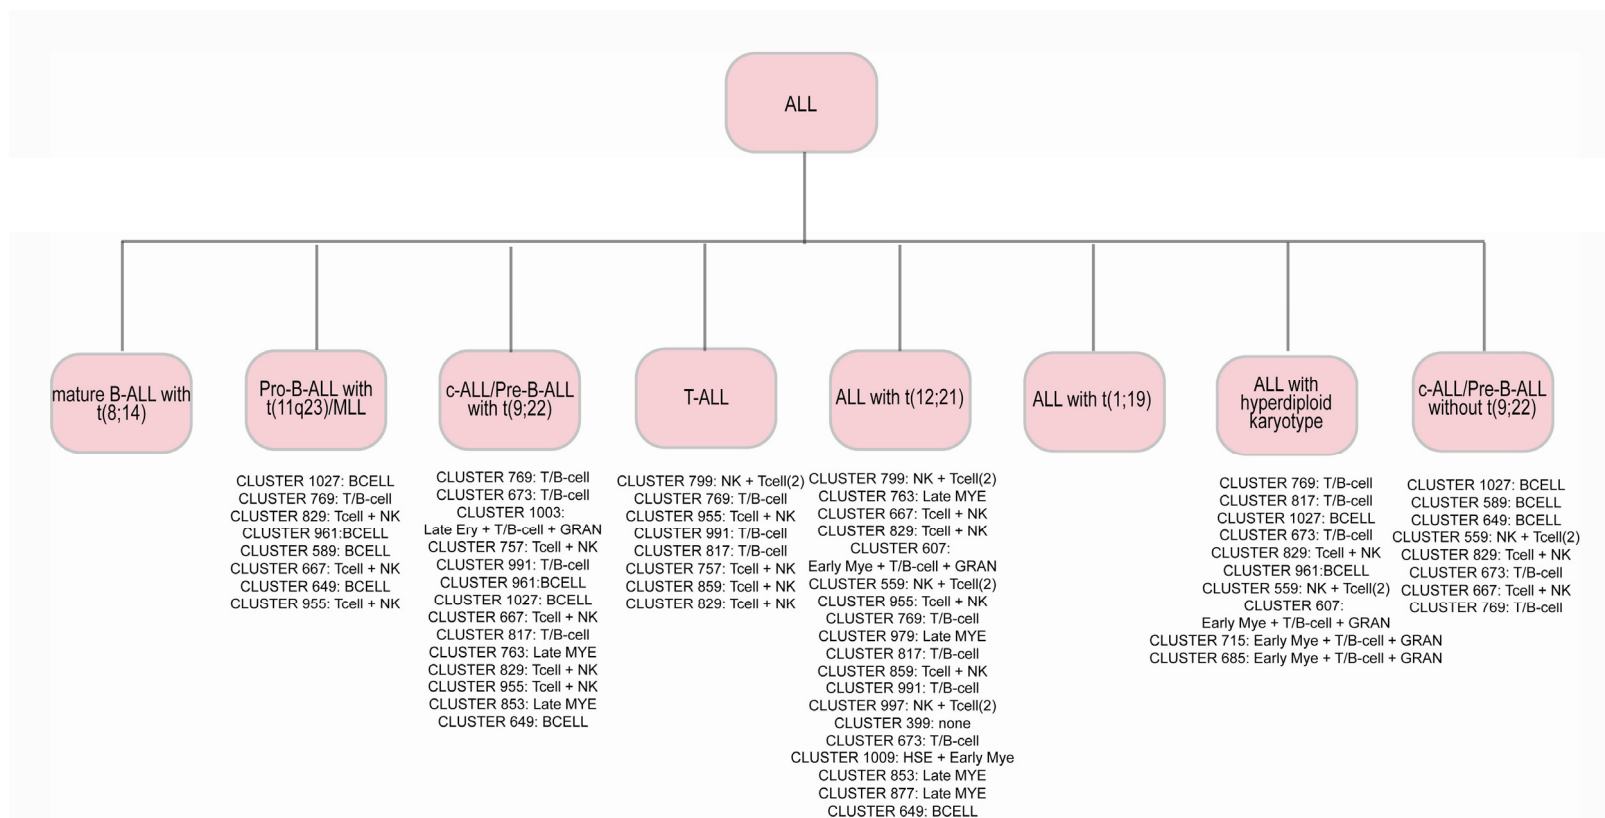 ALL
mature B-ALL with
t(8;14)
Pro-B-ALL with
t(11q23)/MLL
c-ALL/Pre-B-ALL
with t(9;22)
T-ALL
ALL with t(12;21)
ALL with t(1;19)
ALL with
hyperdiploid
karyotype
c-ALL/Pre-B-ALL
without t(9;22)
CLUSTER 1027: BCELL
CLUSTER 769: T/B-cell
CLUSTER 829: Tcell + NK
CLUSTER 961:BCELL
CLUSTER 589: BCELL
CLUSTER 667: Tcell + NK
CLUSTER 649: BCELL
CLUSTER 955: Tcell + NK
CLUSTER 769: T/B-cell
CLUSTER 673: T/B-cell
CLUSTER 1003:
Late Ery + T/B-cell + GRAN
CLUSTER 757: Tcell + NK
CLUSTER 991: T/B-cell
CLUSTER 961:BCELL
CLUSTER 1027: BCELL
CLUSTER 667: Tcell + NK
CLUSTER 817: T/B-cell
CLUSTER 763: Late MYE
CLUSTER 829: Tcell + NK
CLUSTER 955: Tcell + NK
CLUSTER 853: Late MYE
CLUSTER 649: BCELL
CLUSTER 799: NK + Tcell(2)
CLUSTER 769: T/B-cell
CLUSTER 955: Tcell + NK
CLUSTER 991: T/B-cell
CLUSTER 817: T/B-cell
CLUSTER 757: Tcell + NK
CLUSTER 859: Tcell + NK
CLUSTER 829: Tcell + NK
CLUSTER 799: NK + Tcell(2)
CLUSTER 763: Late MYE
CLUSTER 667: Tcell + NK
CLUSTER 829: Tcell + NK
CLUSTER 607:
Early Mye + T/B-cell + GRAN
CLUSTER 559: NK + Tcell(2)
CLUSTER 955: Tcell + NK
CLUSTER 769: T/B-cell
CLUSTER 979: Late MYE
CLUSTER 817: T/B-cell
CLUSTER 859: Tcell + NK
CLUSTER 991: T/B-cell
CLUSTER 997: NK + Tcell(2)
CLUSTER 399: none
CLUSTER 673: T/B-cell
CLUSTER 1009: HSE + Early Mye
CLUSTER 853: Late MYE
CLUSTER 877: Late MYE
CLUSTER 649: BCELL
CLUSTER 769: T/B-cell
CLUSTER 817: T/B-cell
CLUSTER 1027: BCELL
CLUSTER 673: T/B-cell
CLUSTER 829: Tcell + NK
CLUSTER 961:BCELL
CLUSTER 559: NK + Tcell(2)
CLUSTER 607:
Early Mye + T/B-cell + GRAN
CLUSTER 715: Early Mye + T/B-cell + GRAN
CLUSTER 685: Early Mye + T/B-cell + GRAN
CLUSTER 1027: BCELL
CLUSTER 589: BCELL
CLUSTER 649: BCELL
CLUSTER 559: NK + Tcell(2)
CLUSTER 829: Tcell + NK
CLUSTER 673: T/B-cell
CLUSTER 667: Tcell + NK
CLUSTER 769: T/B-cell